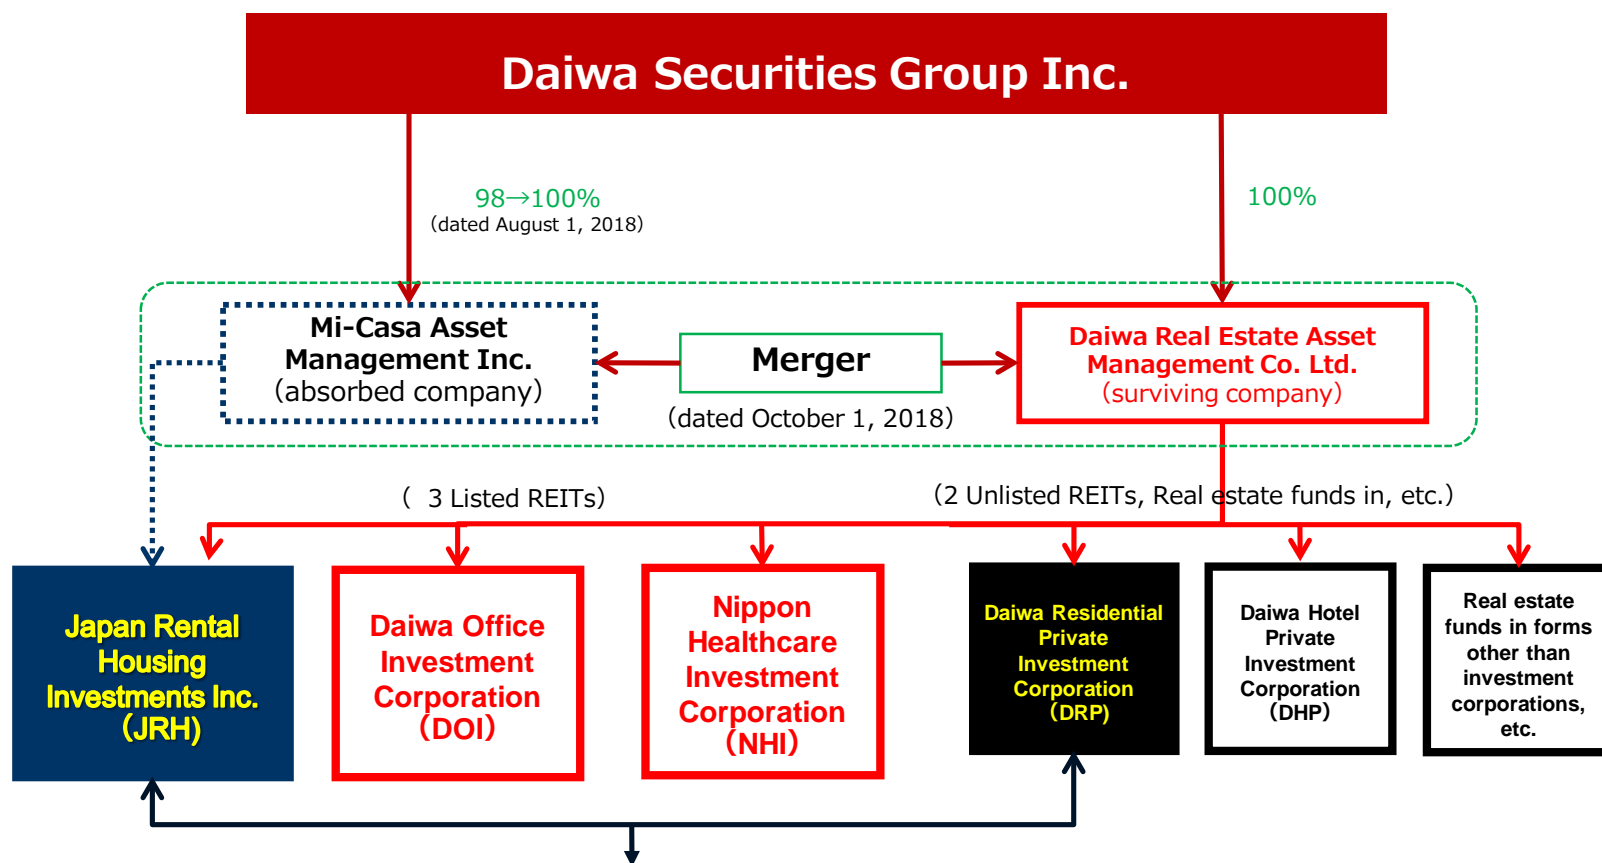 Daiwa Securities Group Inc.
98→100%
(dated August 1, 2018)
100%
Mi-Casa Asset
Management Inc.
(absorbed company)
Merger
(dated October 1, 2018)
Daiwa Real Estate Asset
Management Co. Ltd.
(surviving company)
( 3 Listed REITs)
(2 Unlisted REITs, Real estate funds in, etc.)
Japan Rental
Housing
Investments Inc.
(JRH)
Daiwa Office
Investment
Corporation
(DOI)
Nippon
Healthcare
Investment
Corporation
(NHI)
Daiwa Residential
Private
Investment
Corporation
(DRP)
Daiwa Hotel
Private
Investment
Corporation
(DHP)
Real estate
funds in forms
other than
investment
corporations,
etc.